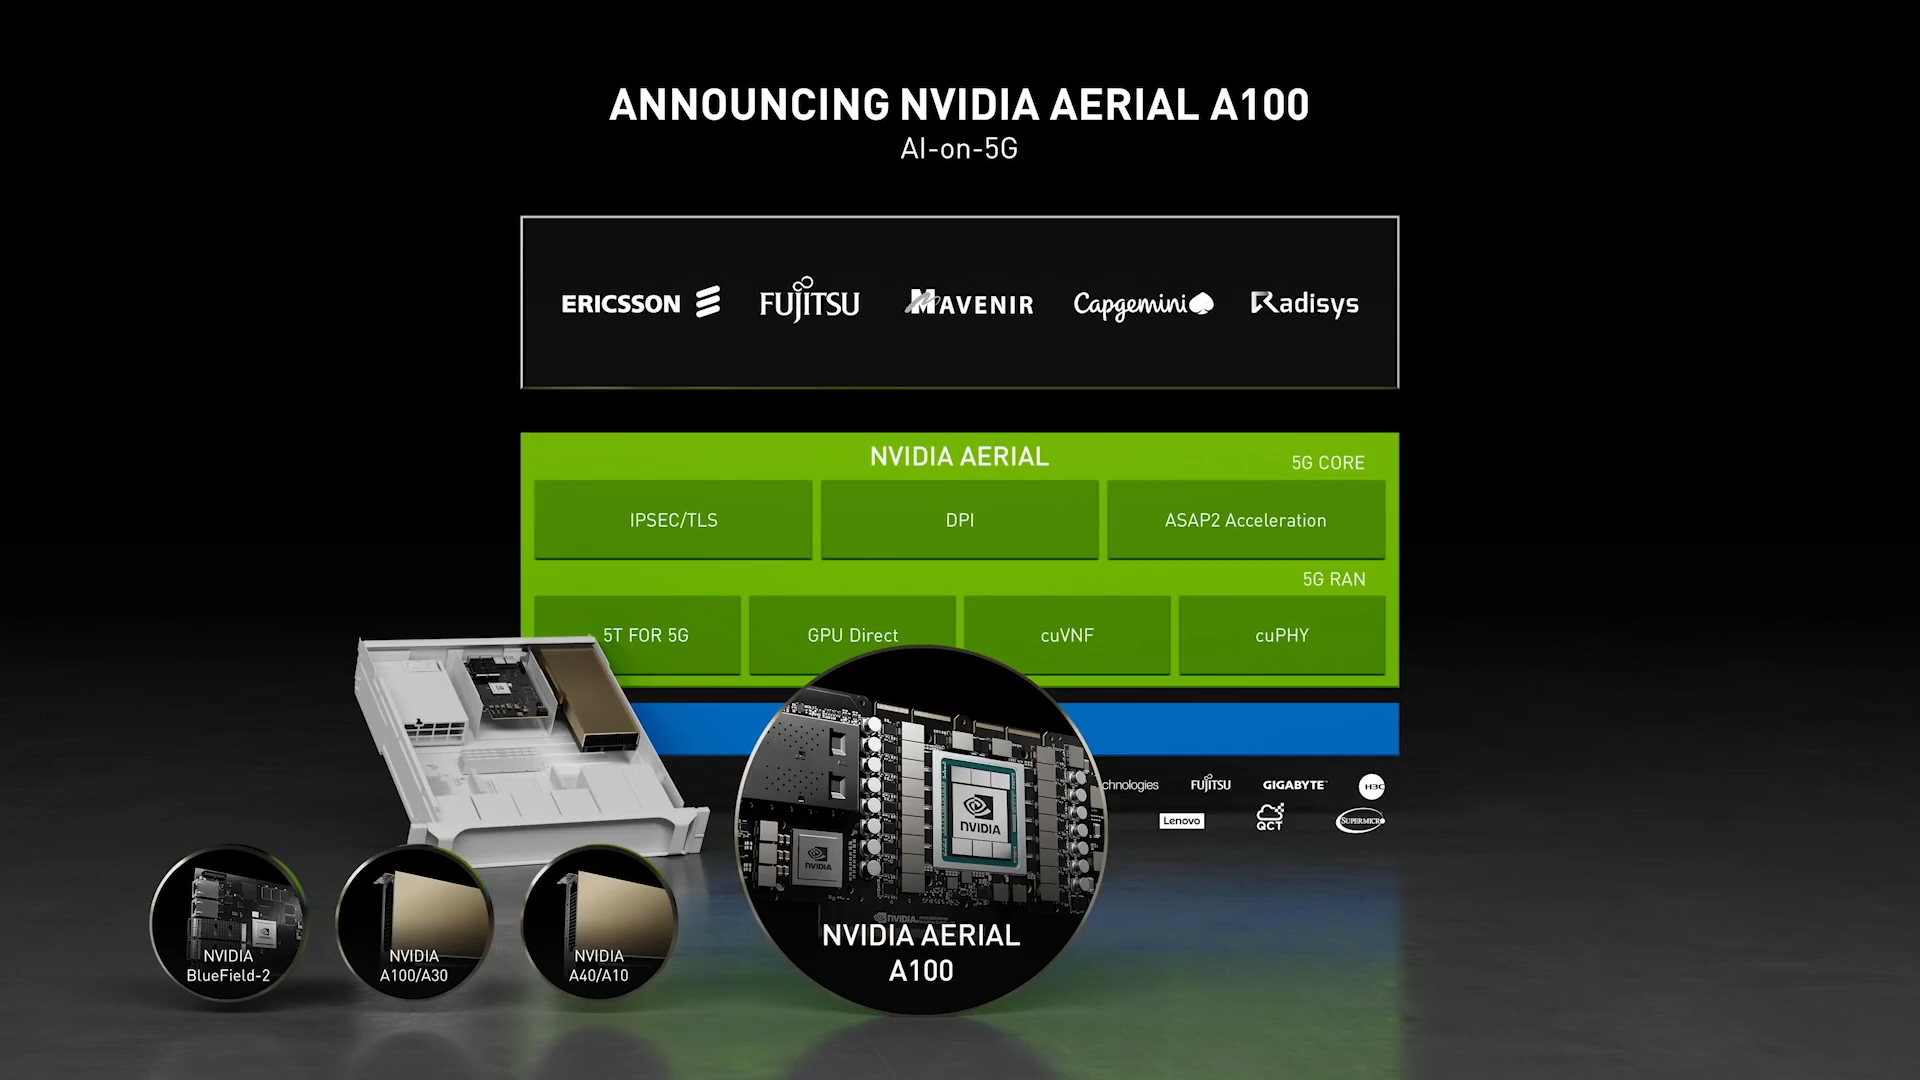 ANNOUNCING NVIDIA AERIAL A100
AI-on-5G
ERICSSON
FUJITSU
MAVENIR
Capgemini
Radisys
NVIDIA AERIAL
5G CORE
IPSEC/TLS
DPI
ASAP2 Acceleration
5G RAN
5T FOR 5G
GPU Direct
cuVNF
cuPHY
chnologies
FUJITSU
GIGABYTE
H3C
Lenovo
QCT
SUPERMICRO
NVIDIA
BlueField-2
NVIDIA
A100/A30
NVIDIA
A40/A10
NVIDIA
NVIDIA
NVIDIA
NVIDIA AERIAL
A100